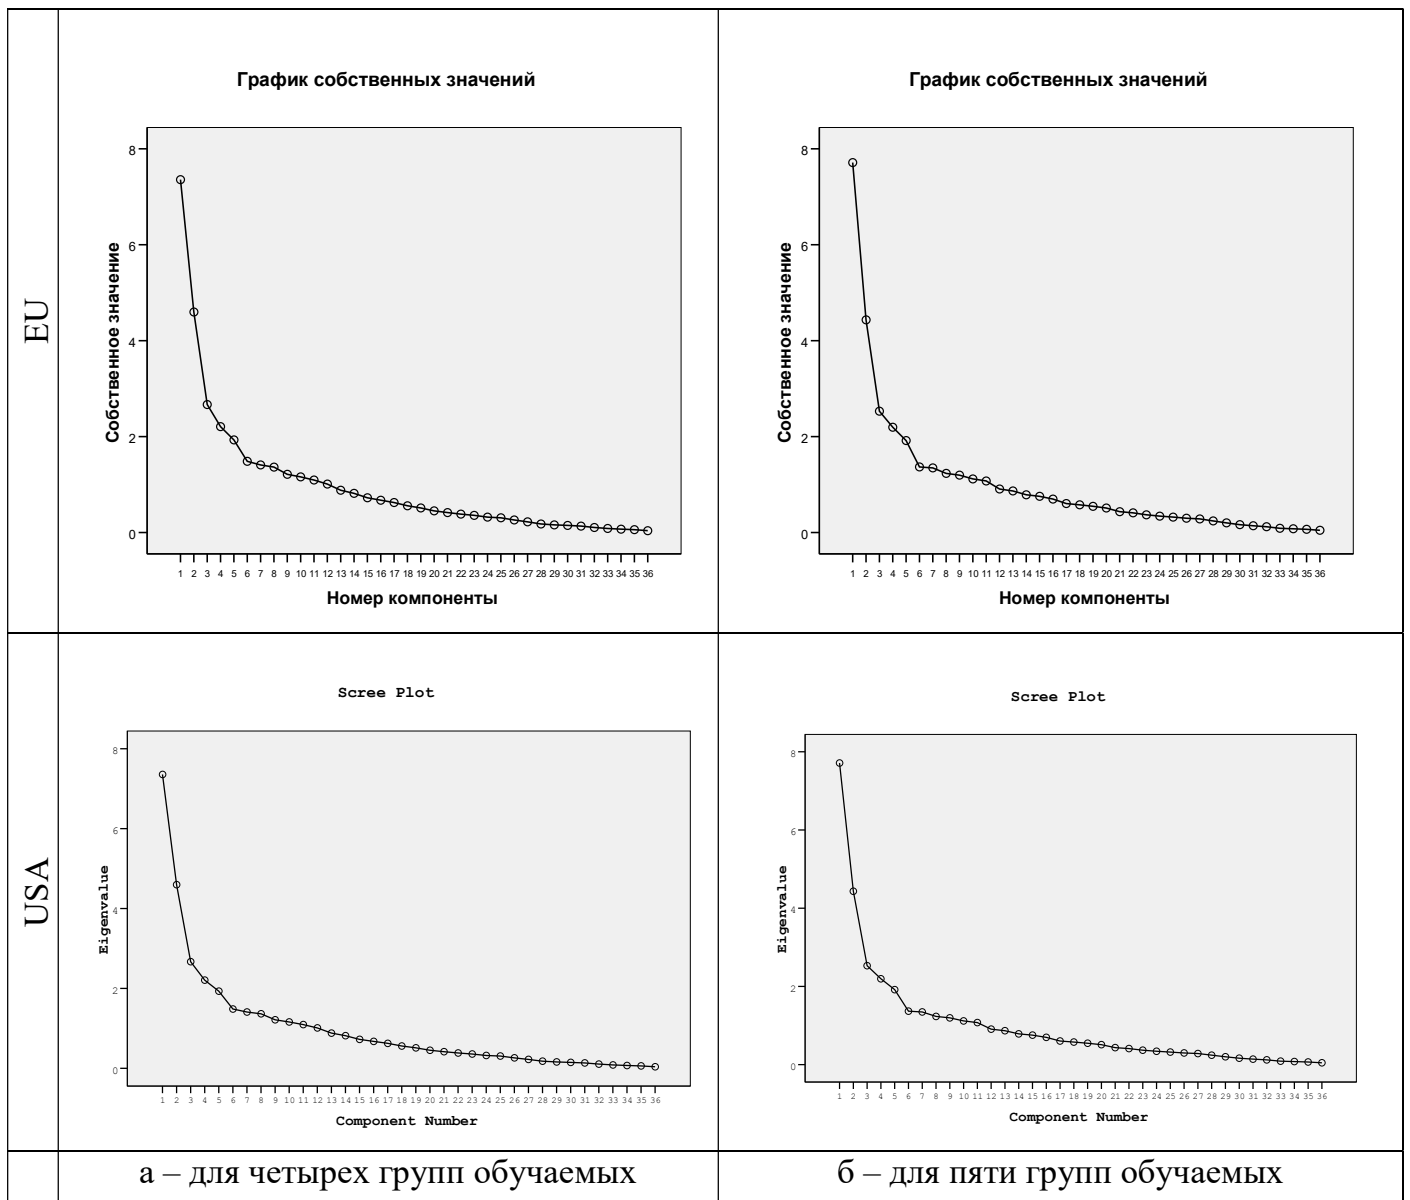 EU
График собственных значений
Собственное значение
8
6
4
2
0
1 2 3 4 5 6 7 8 9 10 11 12 13 14 15 16 17 18 19 20 21 22 23 24 25 26 27 28 29 30 31 32 33 34 35 36
Номер компоненты
График собственных значений
Собственное значение
8
6
4
2
0
1 2 3 4 5 6 7 8 9 10 11 12 13 14 15 16 17 18 19 20 21 22 23 24 25 26 27 28 29 30 31 32 33 34 35 36
Номер компоненты
USA
Scree Plot
Eigenvalue
8
6
4
2
0
1 2 3 4 5 6 7 8 9 10 11 12 13 14 15 16 17 18 19 20 21 22 23 24 25 26 27 28 29 30 31 32 33 34 35 36
Component Number
Scree Plot
Eigenvalue
8
6
4
2
0
1 2 3 4 5 6 7 8 9 10 11 12 13 14 15 16 17 18 19 20 21 22 23 24 25 26 27 28 29 30 31 32 33 34 35 36
Component Number
а – для четырех групп обучаемых
б – для пяти групп обучаемых